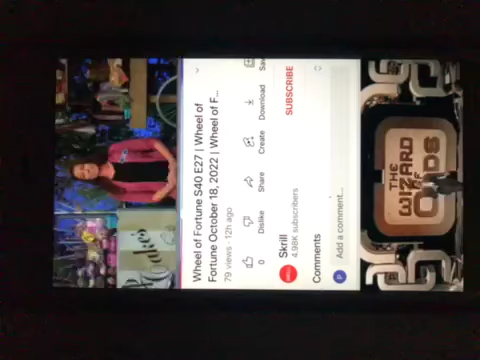 Wheel of Fortune S40 E27 | Wheel of
Fortune October 18, 2022 | Wheel of F...
79 views · 12h ago
0
Dislike
Share
Create
Download
Skrill
4.98K subscribers
SUBSCRIBE
Comments
P
Add a comment...
THE
WIZARD
OF
ODDS